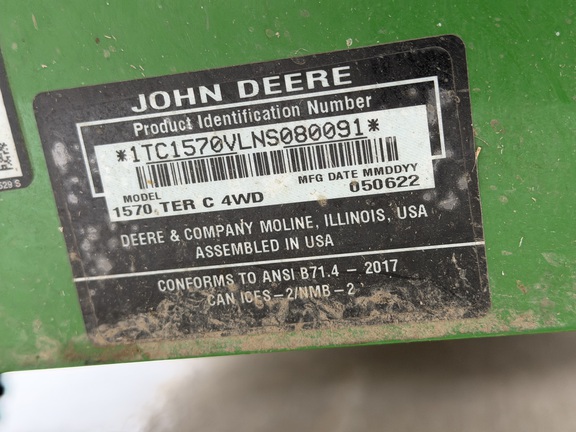 JOHN DEERE
Product Identification Number
*1TC1570VLNS080091*
MODEL MFG DATE MMDDYY
1570 TER C 4WD 050622
DEERE & COMPANY MOLINE, ILLINOIS, USA
ASSEMBLED IN USA
CONFORMS TO ANSI B71.4 - 2017
CAN ICES-2/NMB-2